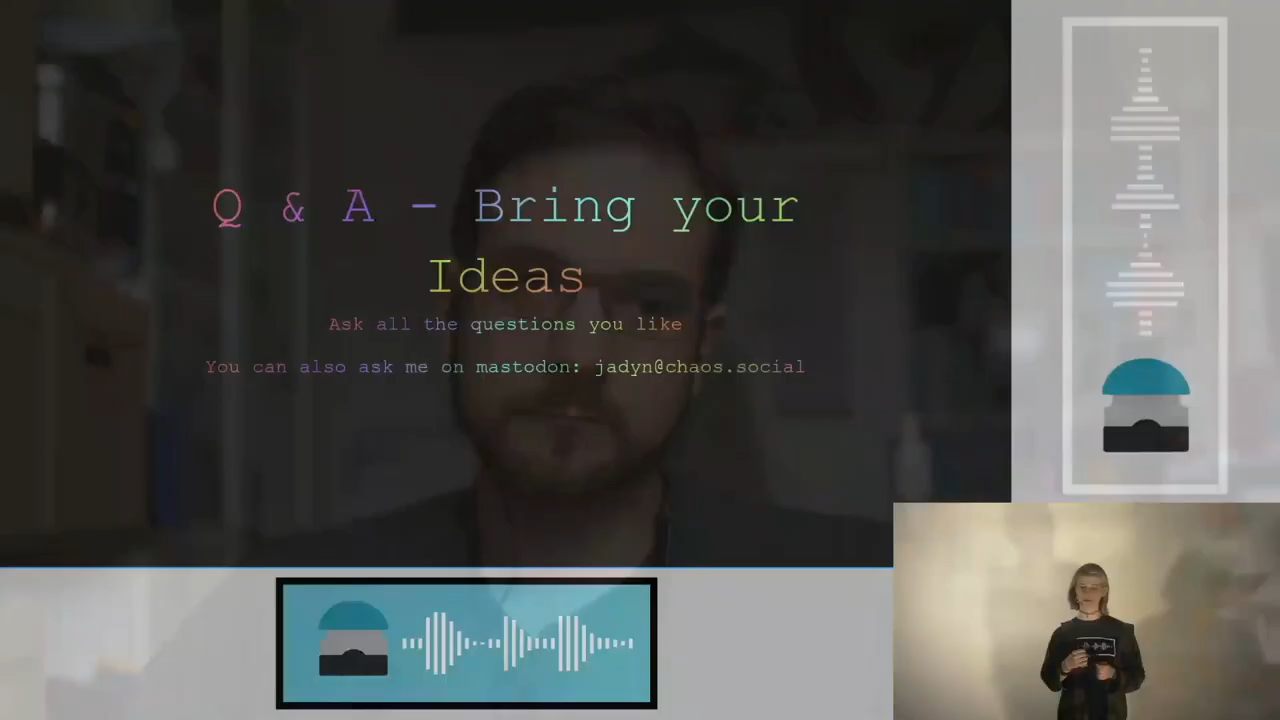 Q & A - Bring your
Ideas
Ask all the questions you like
You can also ask me on mastodon: jadyn@chaos.social